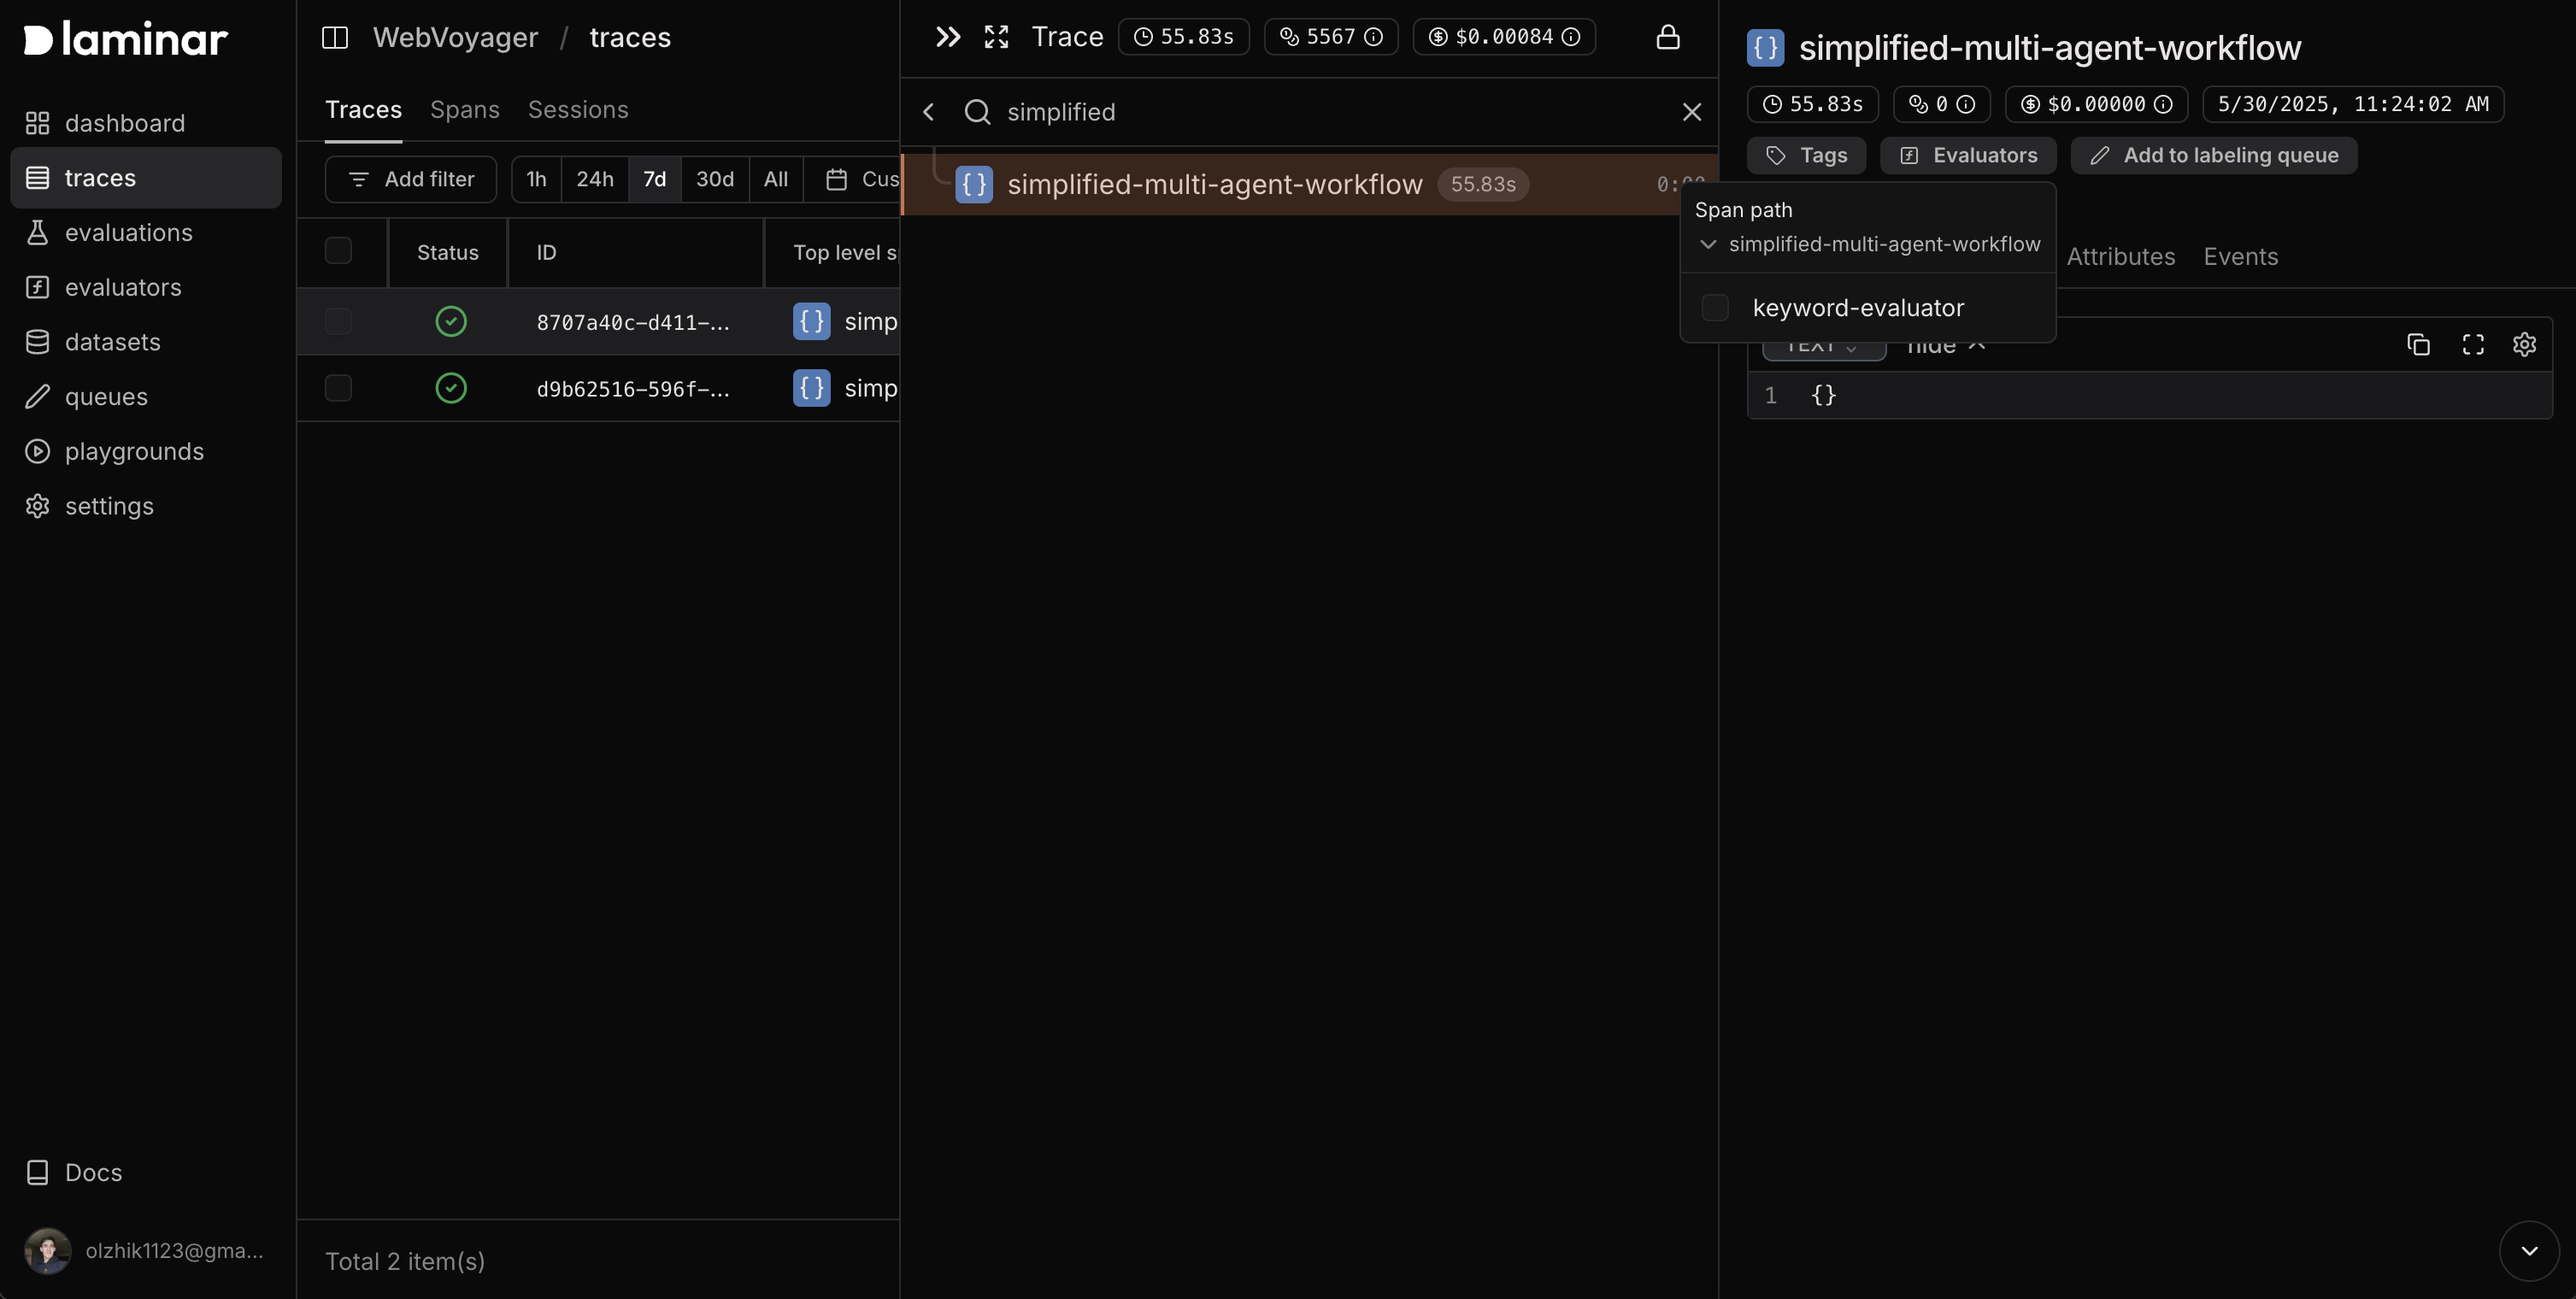 laminar
dashboard
traces
evaluations
evaluators
datasets
queues
playgrounds
settings
Docs
olzhik1123@gma...
WebVoyager / traces
Traces Spans Sessions
Add filter 1h 24h 7d 30d All Cus
Status ID Top level s
8707a40c-d411-... { } simp
d9b62516-596f-... { } simp
Total 2 item(s)
Trace 55.83s 5567 $0.00084
simplified
{ } simplified-multi-agent-workflow 55.83s
{ } simplified-multi-agent-workflow
55.83s 0 $0.00000 5/30/2025, 11:24:02 AM
Tags Evaluators Add to labeling queue
Span path
simplified-multi-agent-workflow
keyword-evaluator
Attributes Events
TEXT hide
1 {}